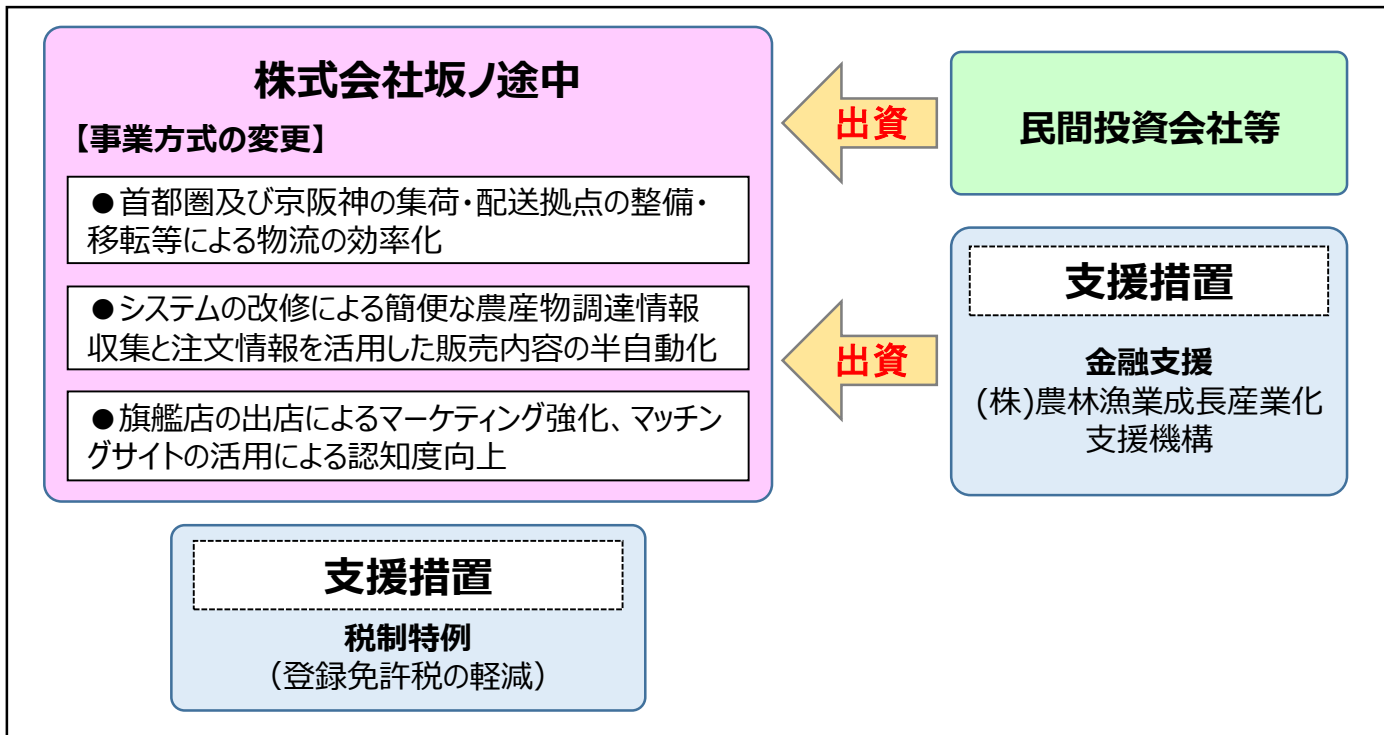 株式会社坂ノ途中
【事業方式の変更】
●首都圏及び京阪神の集荷・配送拠点の整備・
移転等による物流の効率化
●システムの改修による簡便な農産物調達情報
収集と注文情報を活用した販売内容の半自動化
●旗艦店の出店によるマーケティング強化、マッチン
グサイトの活用による認知度向上
出資
民間投資会社等
出資
支援措置
金融支援
(株)農林漁業成長産業化
支援機構
支援措置
税制特例
（登録免許税の軽減）